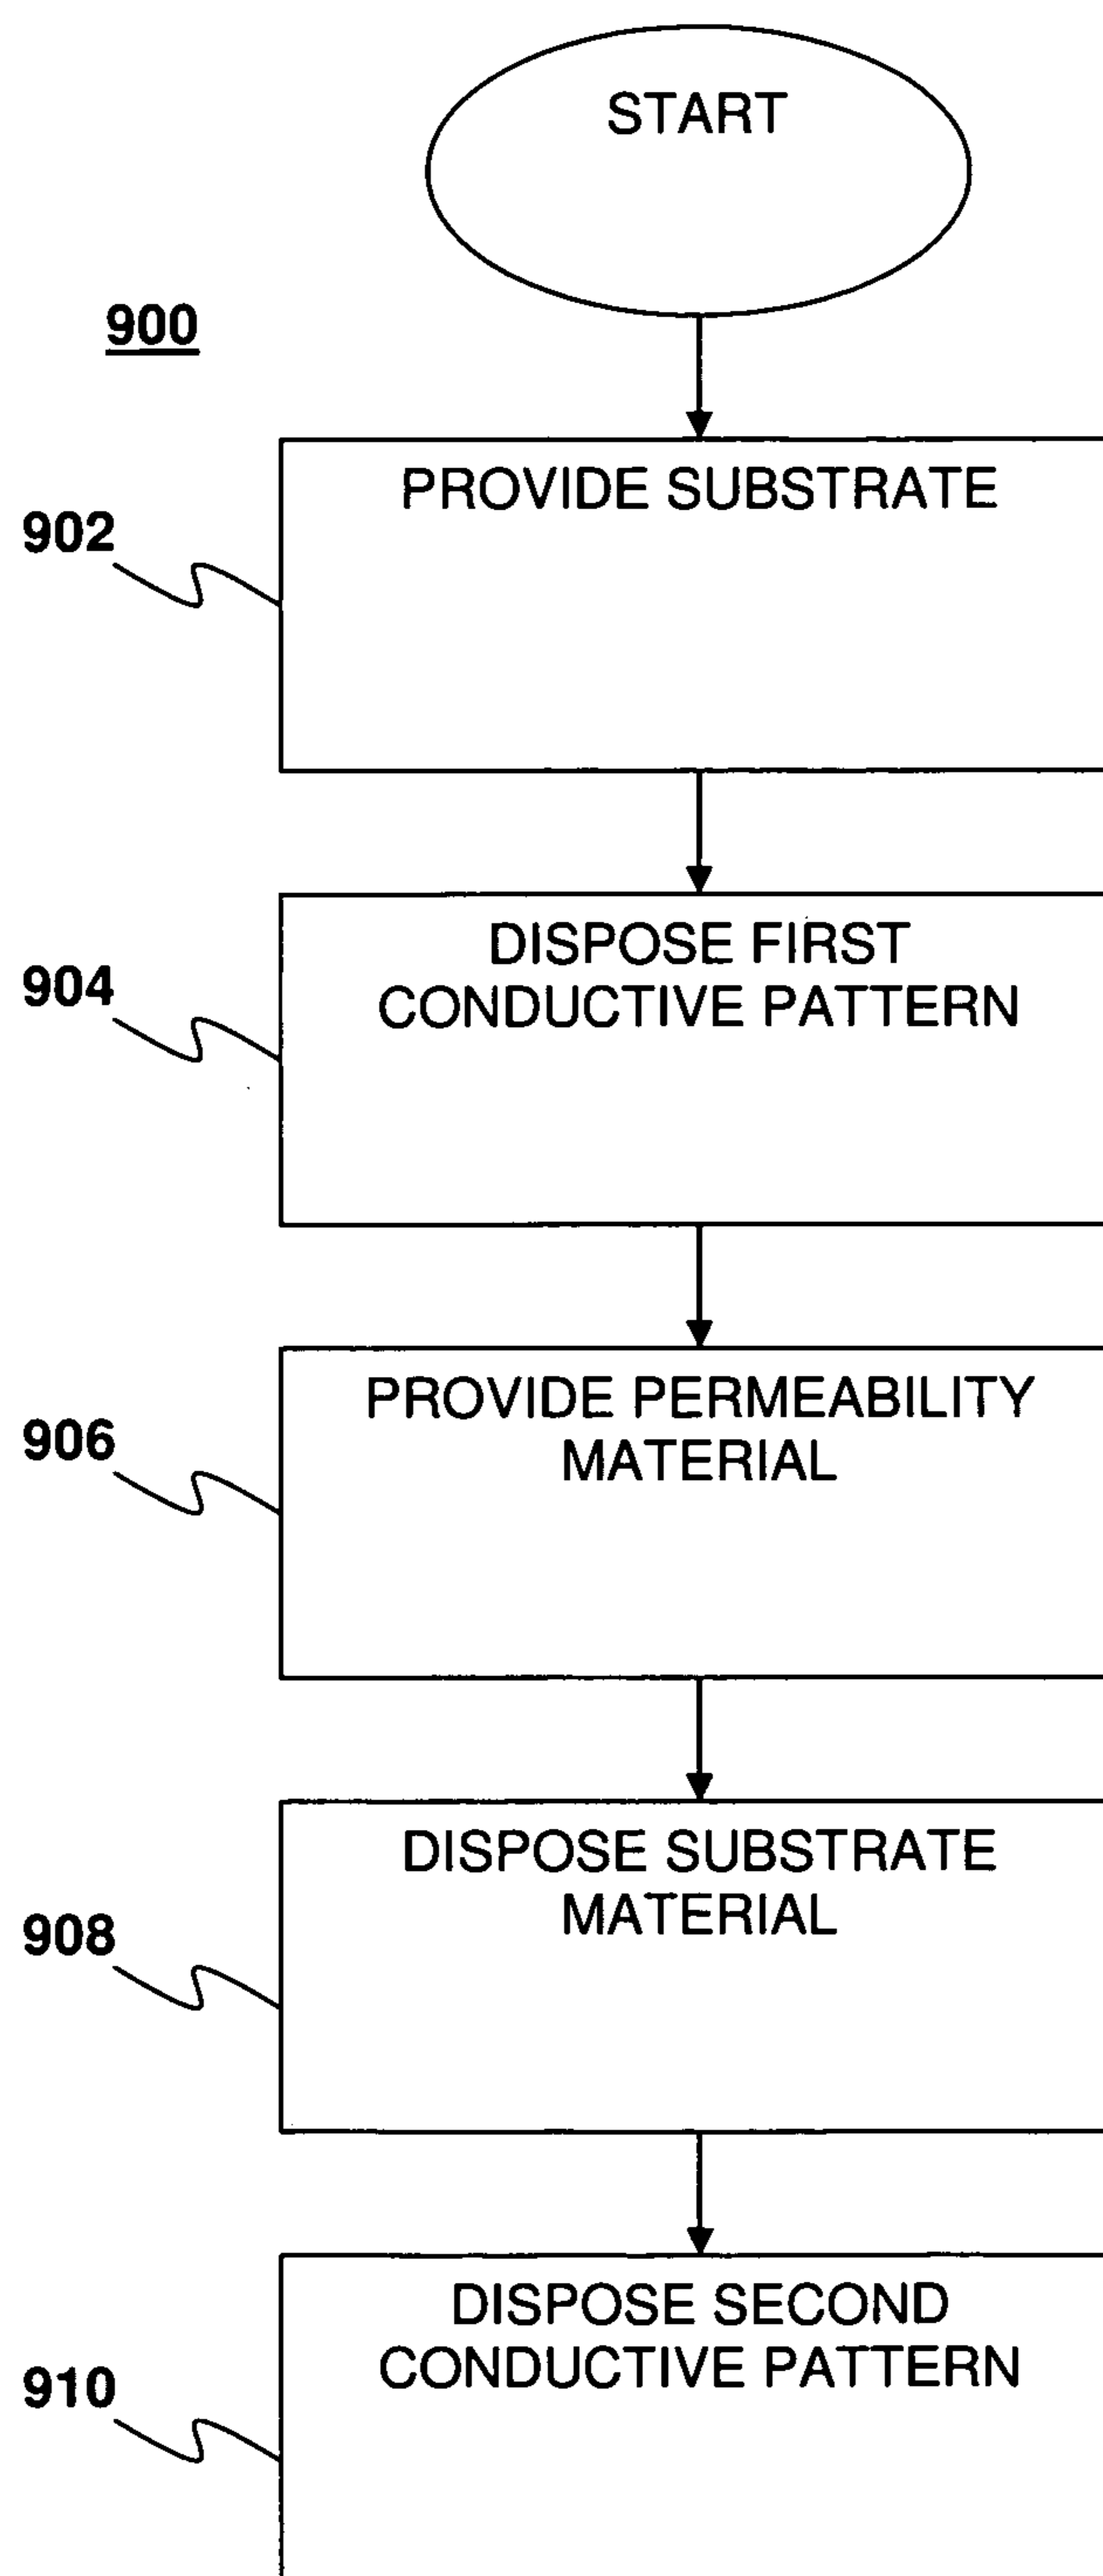 START
900
PROVIDE SUBSTRATE
902
DISPOSE FIRST
CONDUCTIVE PATTERN
904
PROVIDE PERMEABILITY
MATERIAL
906
DISPOSE SUBSTRATE
MATERIAL
908
DISPOSE SECOND
CONDUCTIVE PATTERN
910